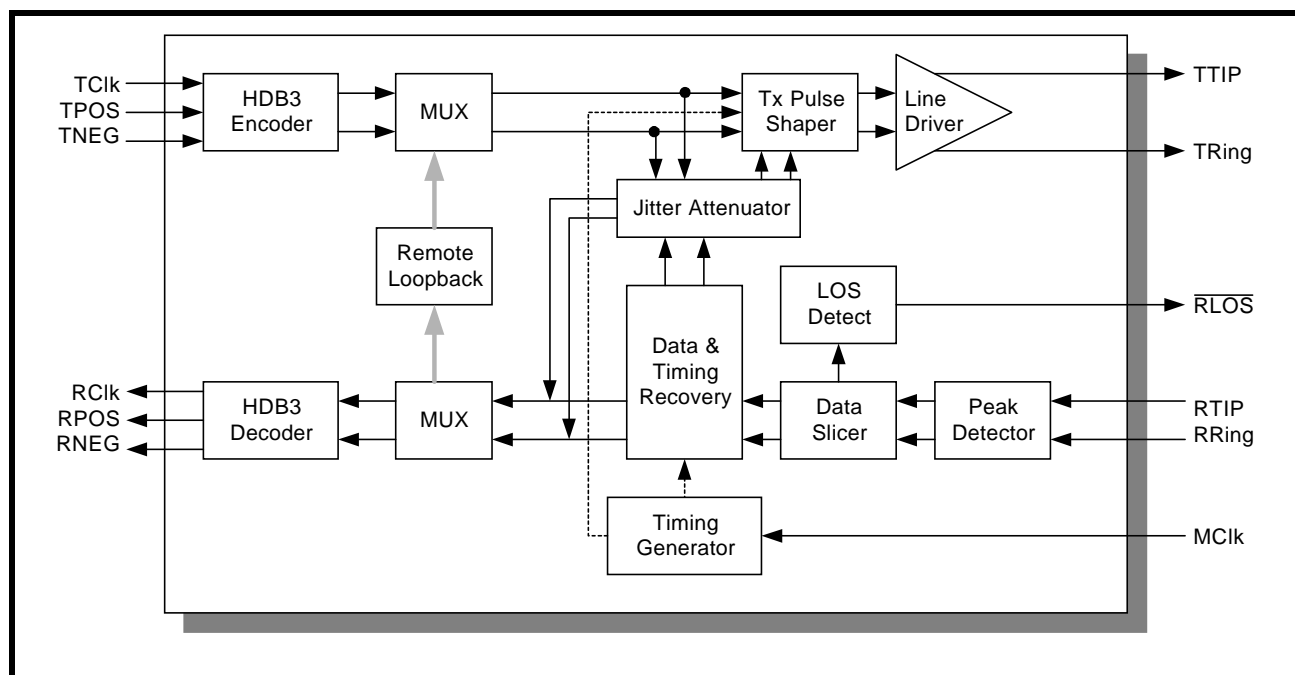 TClk
TPOS
TNEG
HDB3
Encoder
MUX
Tx Pulse
Shaper
Line
Driver
TTIP
TRing
Jitter Attenuator
Remote
Loopback
LOS
Detect
RLOS
Data &
Timing
Recovery
RClk
RPOS
RNEG
HDB3
Decoder
MUX
Data
Slicer
Peak
Detector
RTIP
RRing
Timing
Generator
MClk